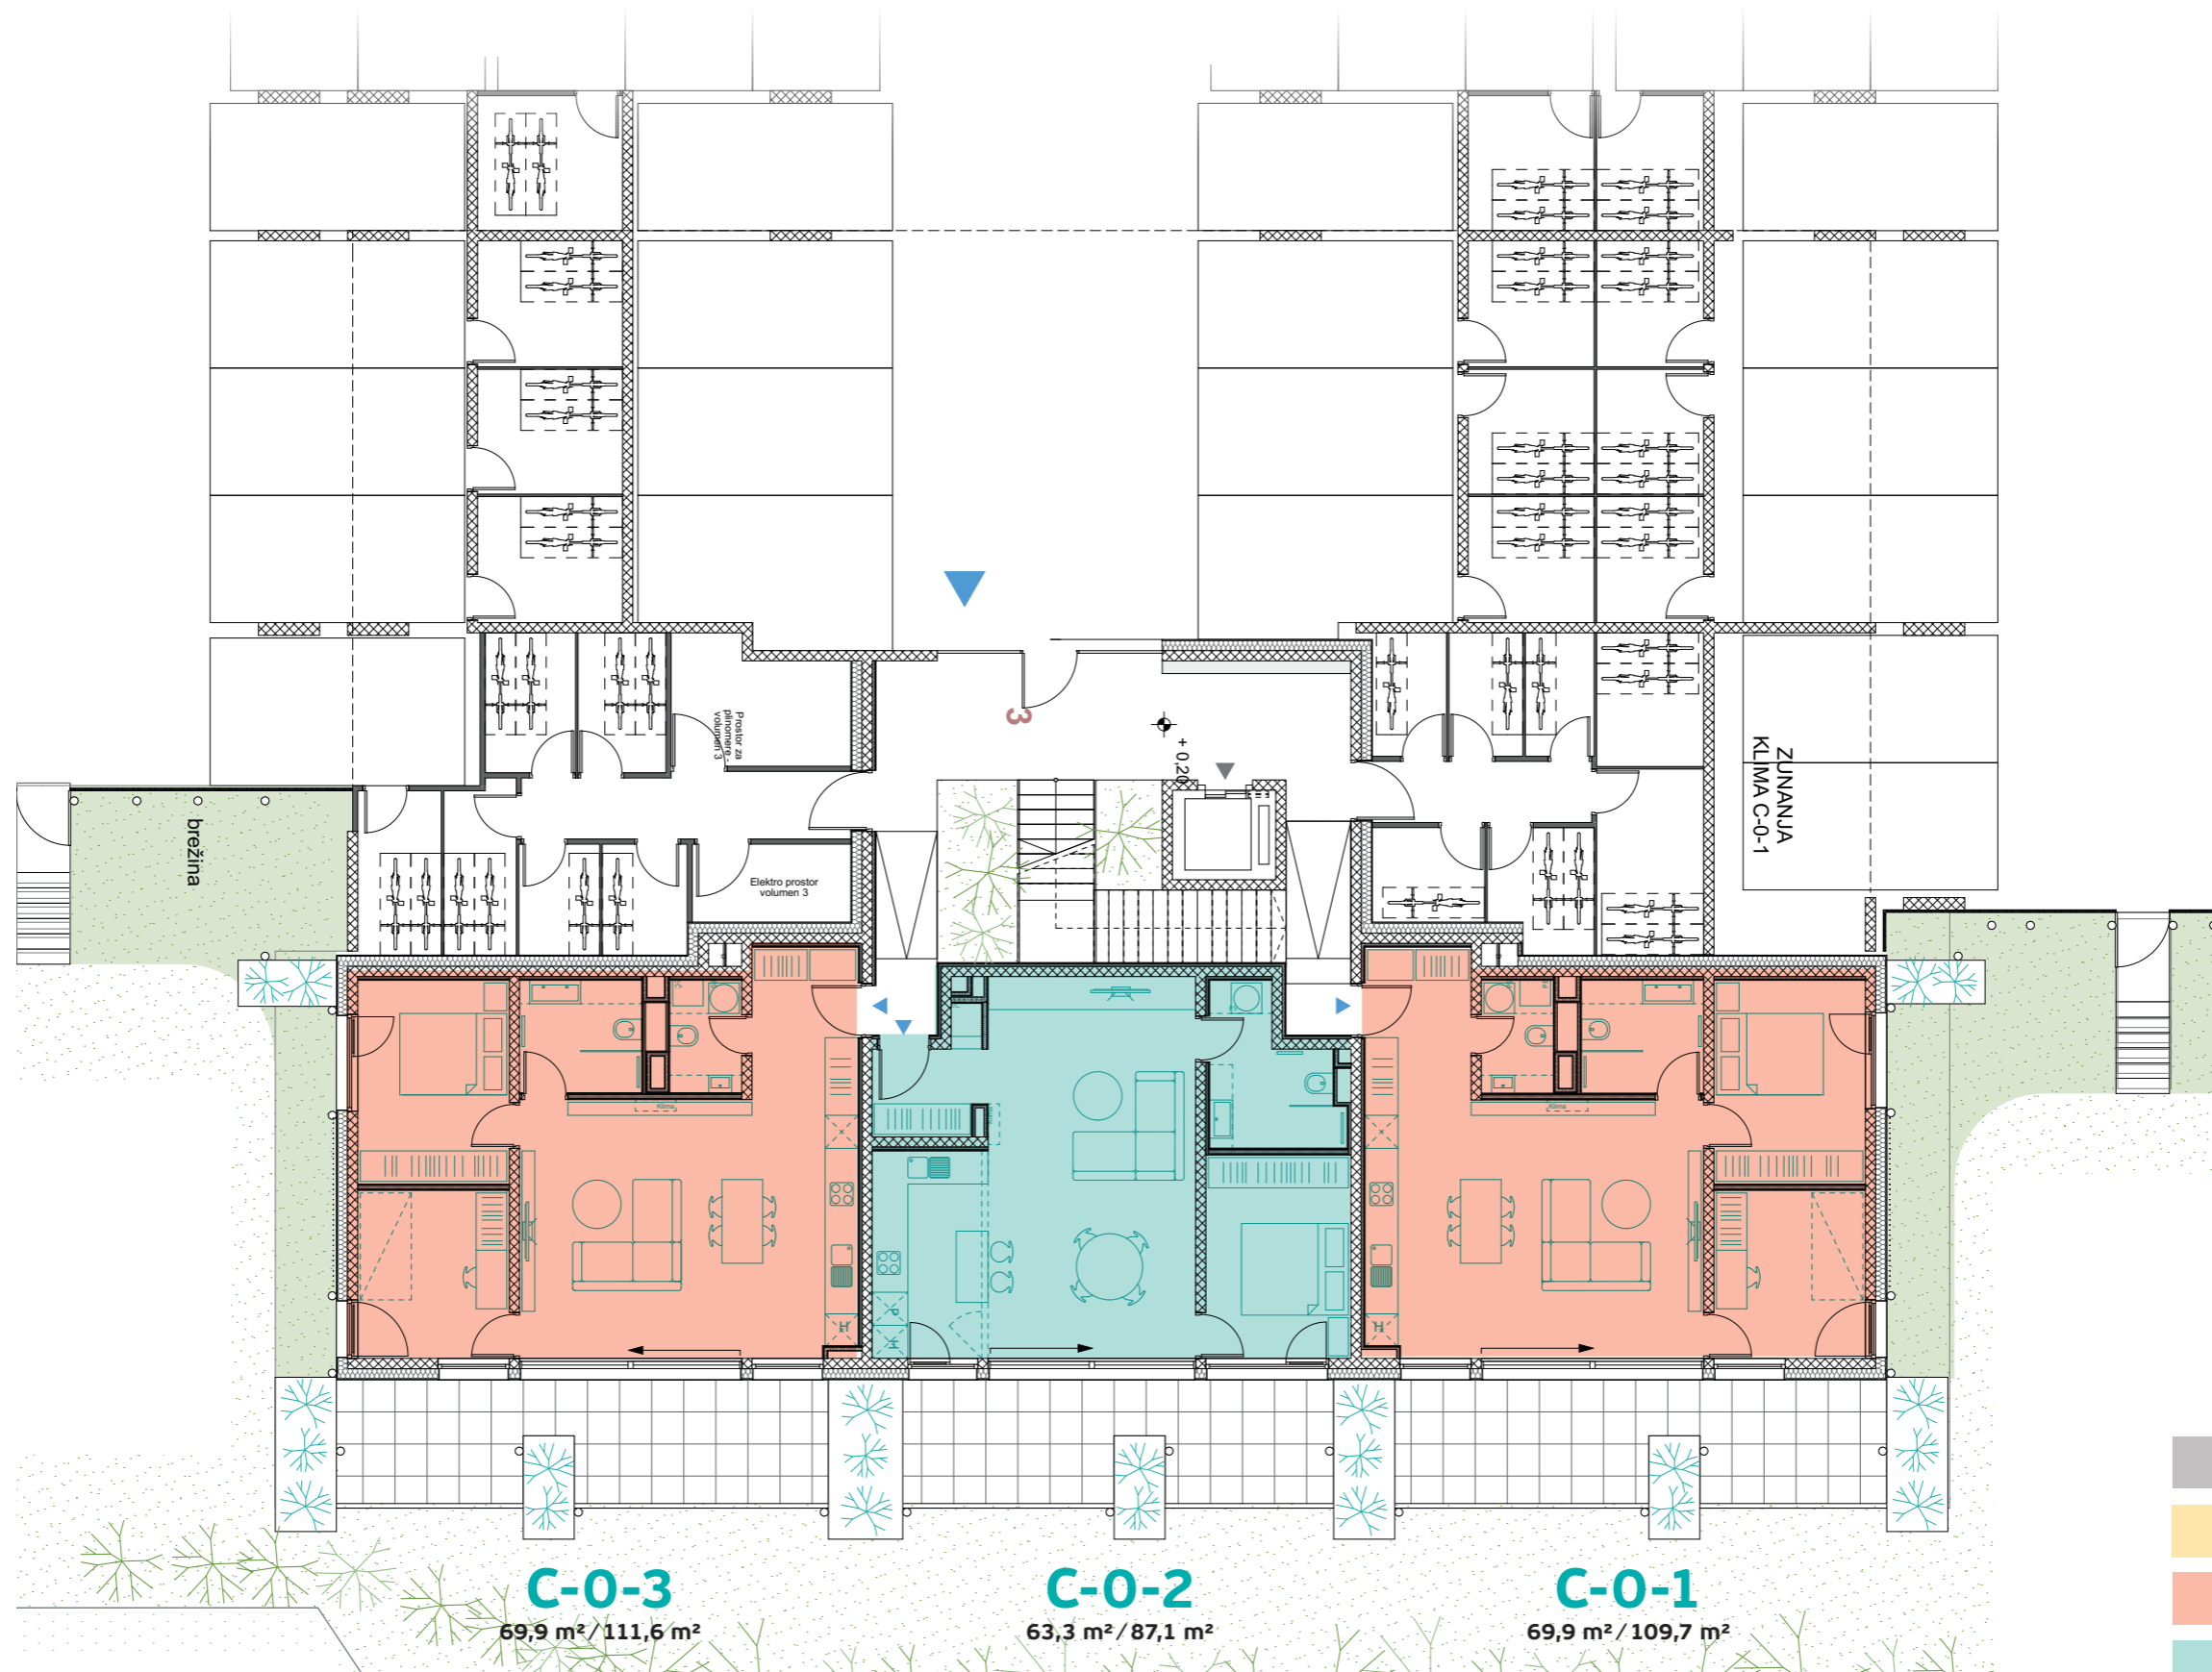 3
+ 0,20
Prostor za
plinomere -
volumen 3
ZUNANJA
KLIMA C-0-1
brežina
Elektro prostor
volumen 3
Klima
Klima
P
H
H
H
C-0-3
69,9 m² / 111,6 m²
C-0-2
63,3 m² / 87,1 m²
C-0-1
69,9 m² / 109,7 m²